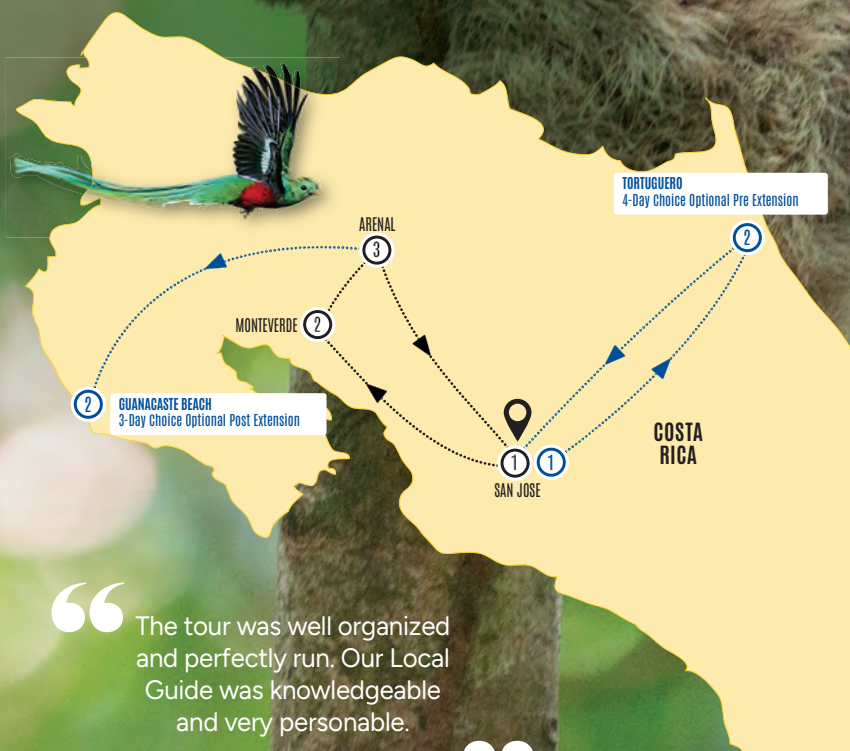 TORTUGUERO
4-Day Choice Optional Pre Extension
2
ARENAL
3
MONTEVERDE 2
2
GUANACASTE BEACH
3-Day Choice Optional Post Extension
COSTA
RICA
1 1
SAN JOSE
“
The tour was well organized
and perfectly run. Our Local
Guide was knowledgeable
and very personable.
”